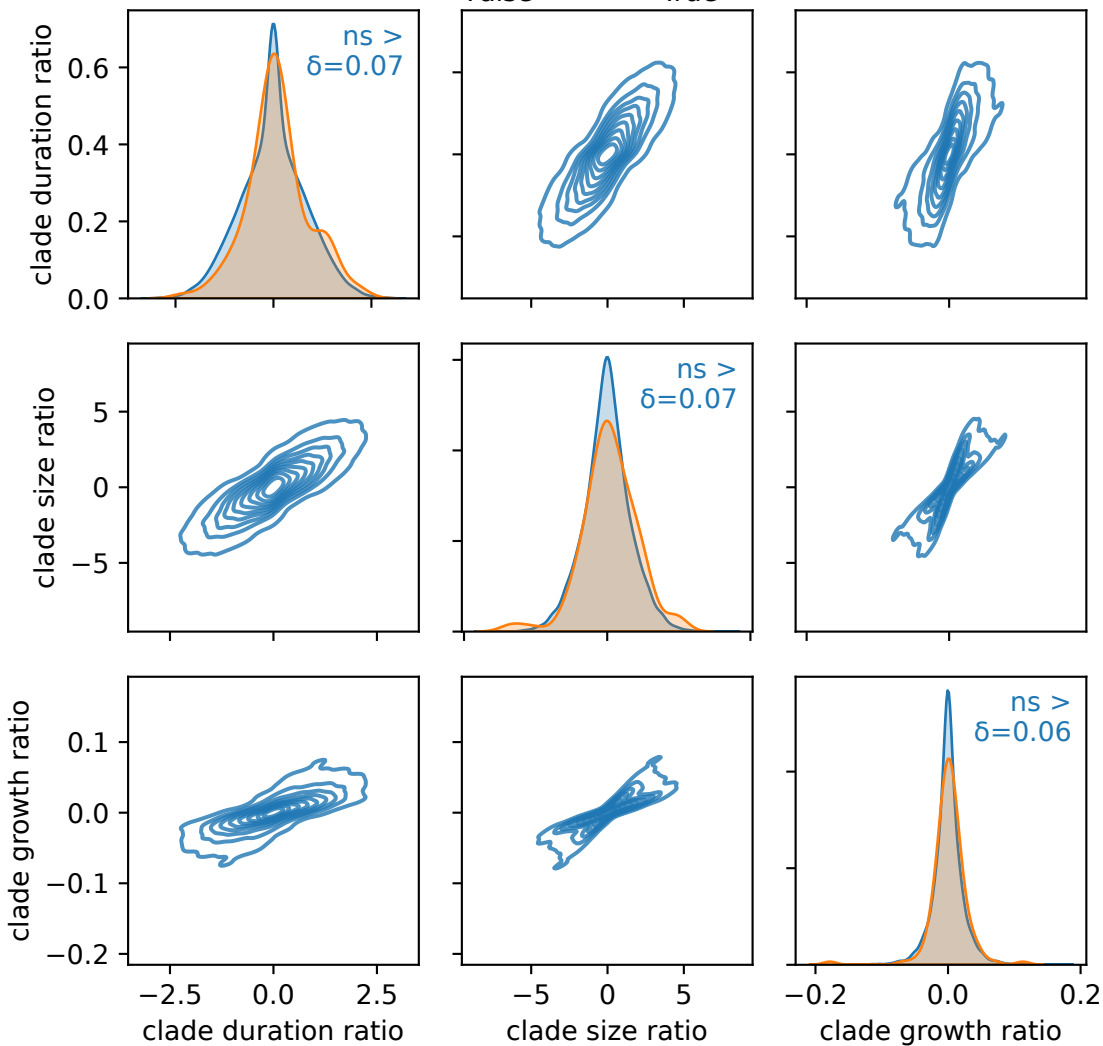 clade duration ratio
0.6
0.4
0.2
0.0
ns >
δ=0.07
clade size ratio
5
0
−5
ns >
δ=0.07
clade growth ratio
0.1
0.0
−0.1
−0.2
ns >
δ=0.06
−2.5 0.0 2.5
−5 0 5
−0.2 0.0 0.2
clade duration ratio
clade size ratio
clade growth ratio